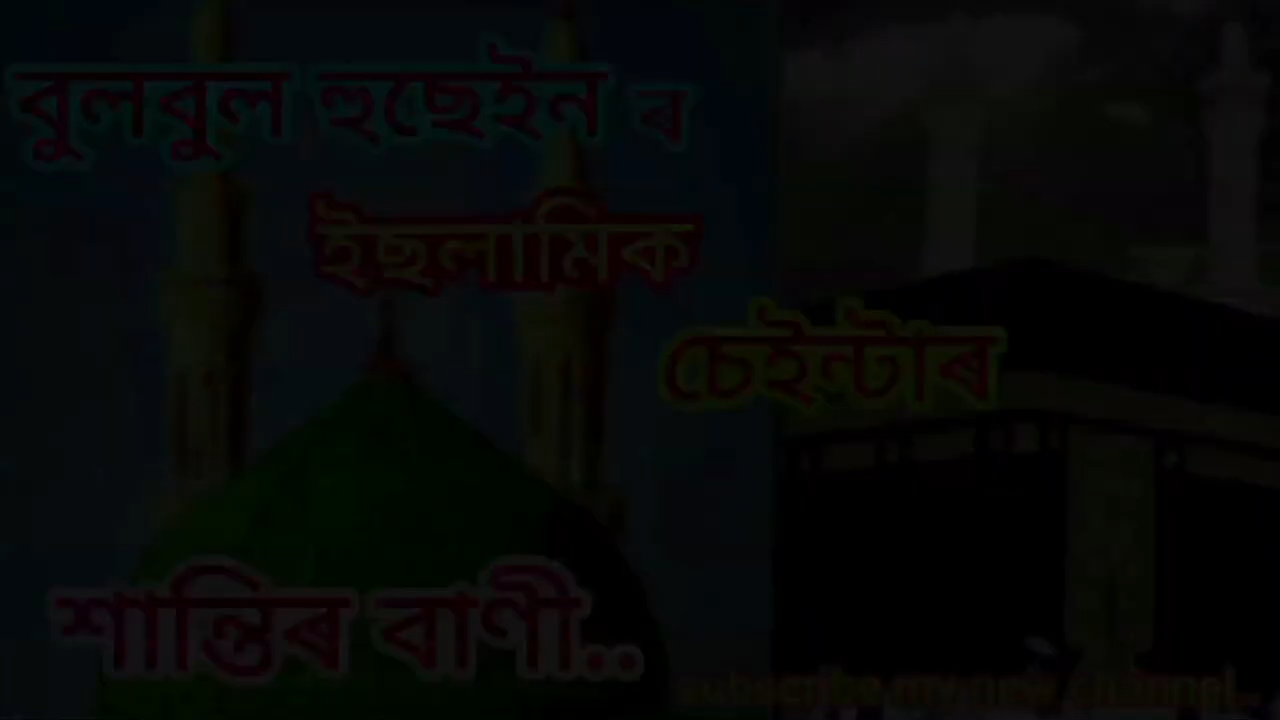 বুলবুল হুছেইন ৰ
ইছলামিক
চেইন্টাৰ
শান্তিৰ বাণী..
subscribe my new channel..